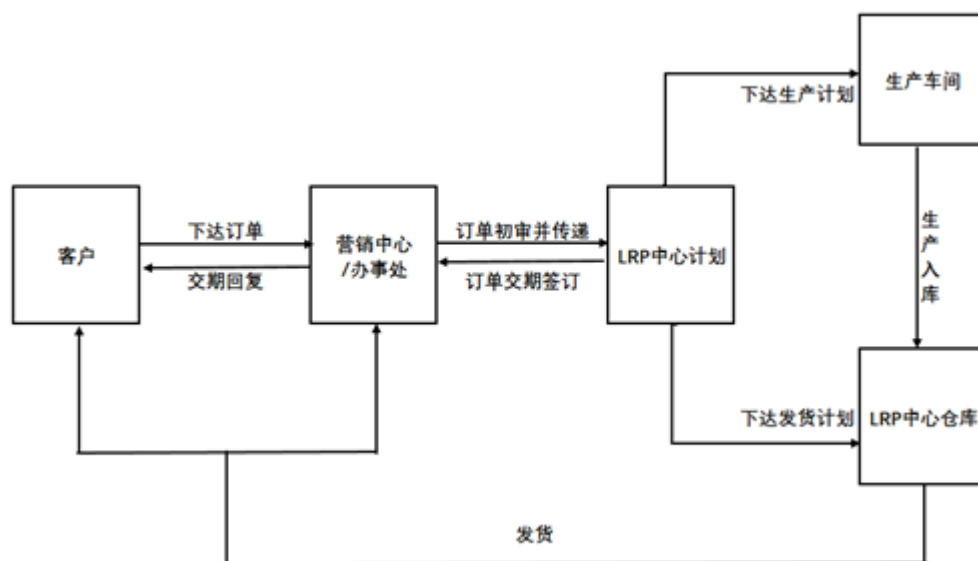 生产车间
下达生产计划
下达订单
订单初审并传递
客户
营销中心
/办事处
LRP中心计划
交期回复
订单交期签订
生产入库
下达发货计划
LRP中心仓库
发货